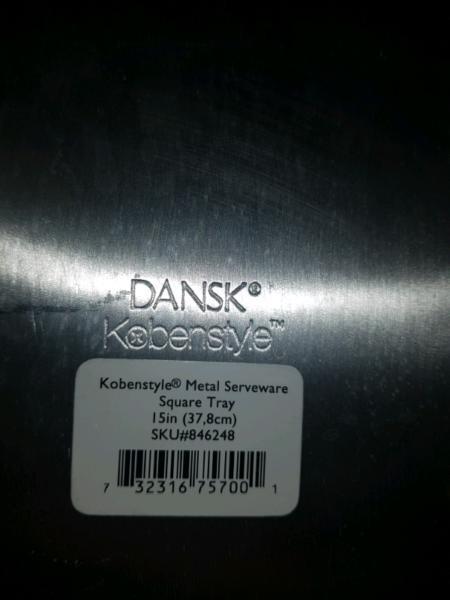 DANSK®
Kobenstyle™
Kobenstyle® Metal Serveware
Square Tray
15in (37,8cm)
SKU#846248
7 32316 75700 1